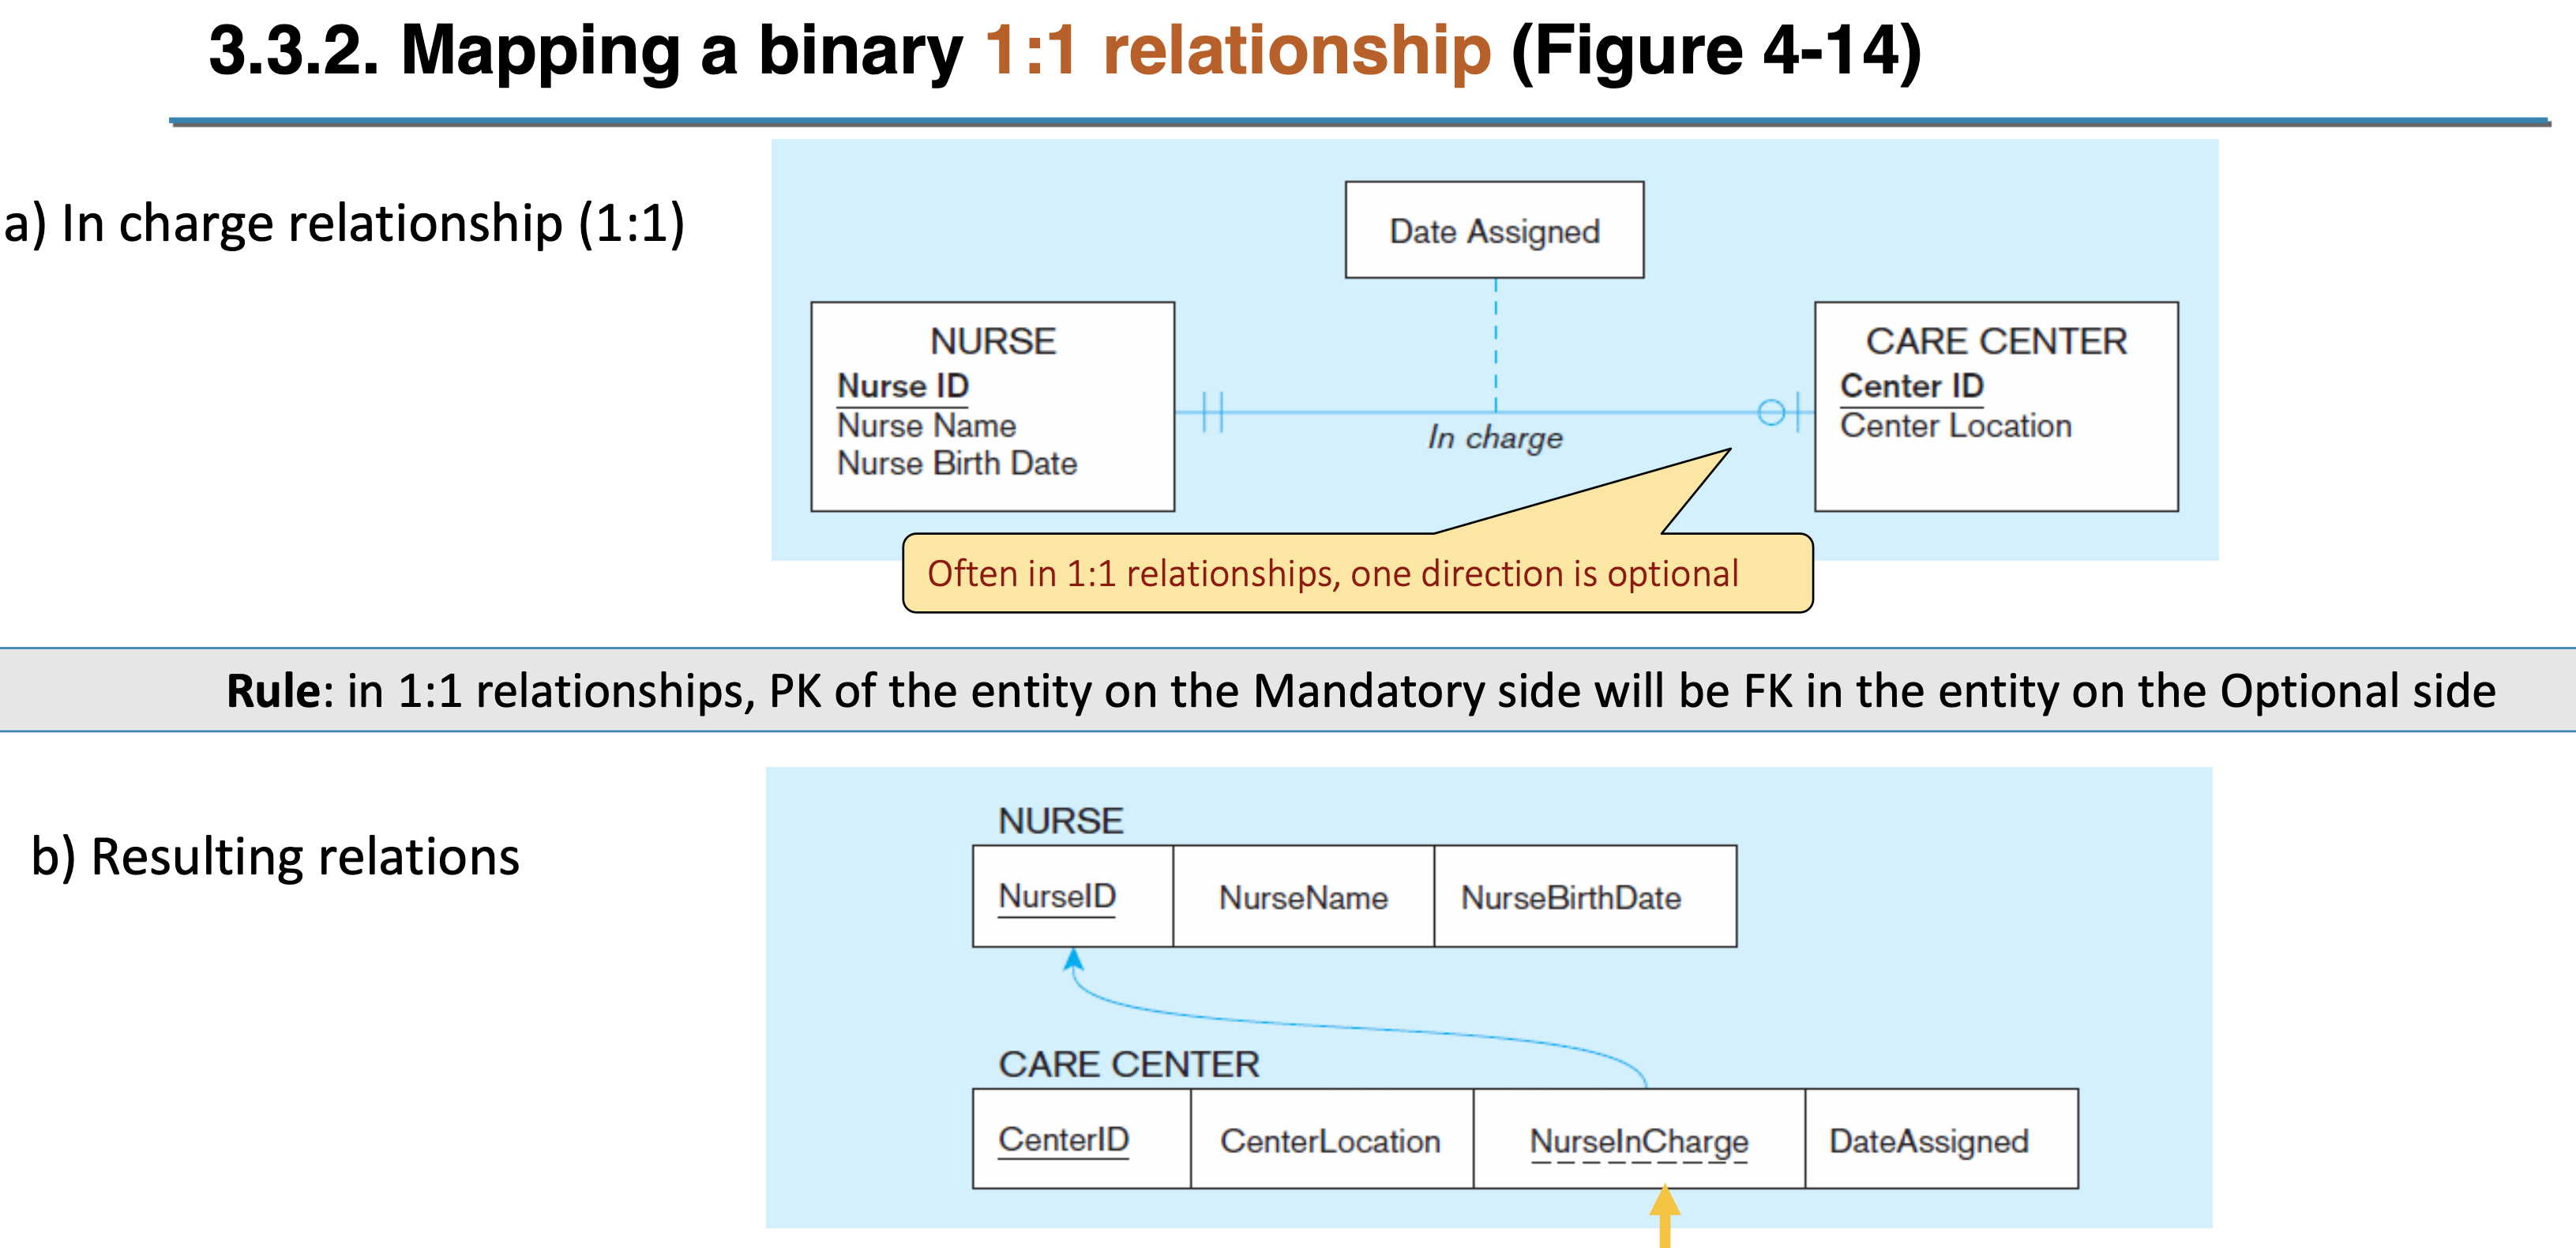 3.3.2. Mapping a binary 1:1 relationship (Figure 4-14)
a) In charge relationship (1:1)
Date Assigned
NURSE
Nurse ID
Nurse Name
Nurse Birth Date
In charge
CARE CENTER
Center ID
Center Location
Often in 1:1 relationships, one direction is optional
Rule: in 1:1 relationships, PK of the entity on the Mandatory side will be FK in the entity on the Optional side
b) Resulting relations
NURSE
NurseID NurseName NurseBirthDate
CARE CENTER
CenterID CenterLocation NurseInCharge DateAssigned